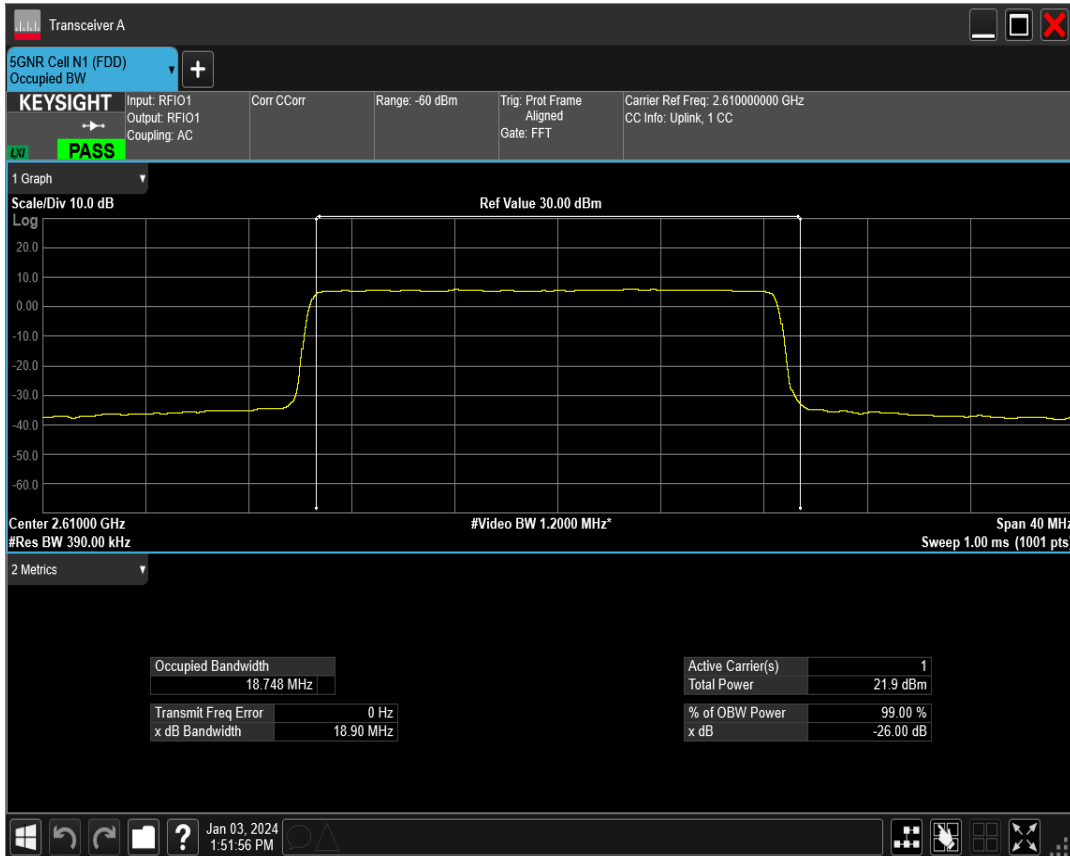 Transceiver A
5GNR Cell N1 (FDD)
Occupied BW
+
KEYSIGHT
LXI
PASS
Input: RFIO1
Output: RFIO1
Coupling: AC
Corr CCorr
Range: -60 dBm
Trig: Prot Frame
Aligned
Gate: FFT
Carrier Ref Freq: 2.610000000 GHz
CC Info: Uplink, 1 CC
1 Graph
Scale/Div 10.0 dB
Ref Value 30.00 dBm
Log
20.0
10.0
0.00
-10.0
-20.0
-30.0
-40.0
-50.0
-60.0
Center 2.61000 GHz
#Video BW 1.2000 MHz*
Span 40 MHz
#Res BW 390.00 kHz
Sweep 1.00 ms (1001 pts)
2 Metrics
Occupied Bandwidth
18.748 MHz
Transmit Freq Error 0 Hz
x dB Bandwidth 18.90 MHz
Active Carrier(s) 1
Total Power 21.9 dBm
% of OBW Power 99.00 %
x dB -26.00 dB
?
Jan 03, 2024
1:51:56 PM